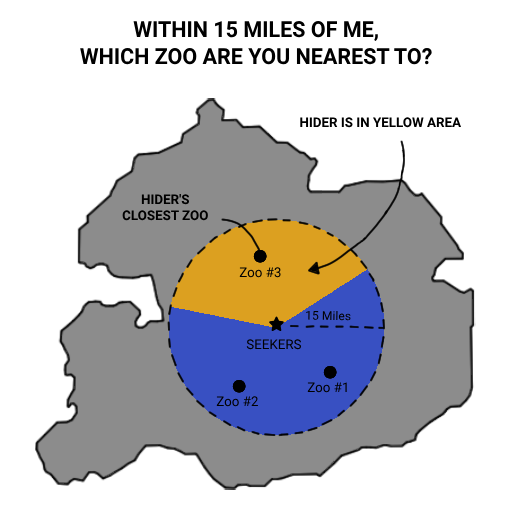 WITHIN 15 MILES OF ME,
WHICH ZOO ARE YOU NEAREST TO?
HIDER IS IN YELLOW AREA
HIDER'S
CLOSEST ZOO
Zoo #3
15 Miles
SEEKERS
Zoo #1
Zoo #2